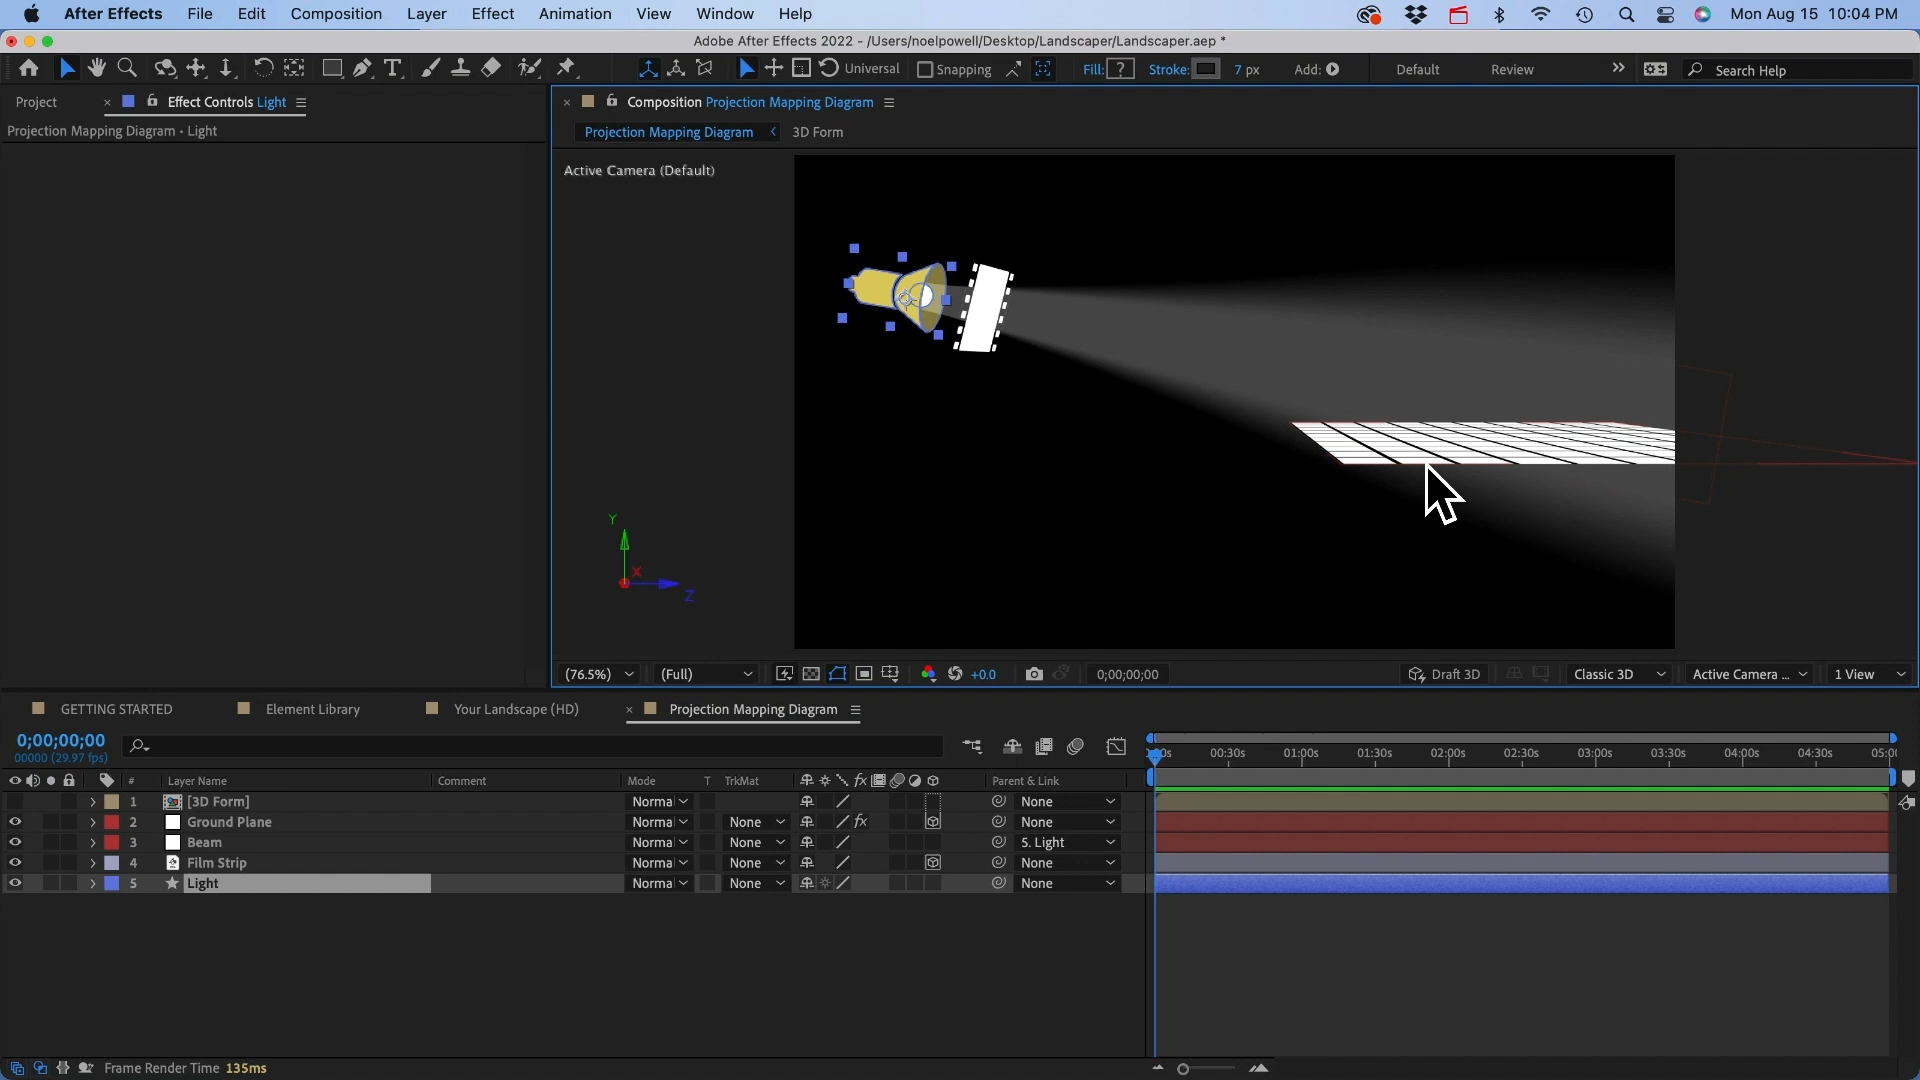 After Effects File Edit Composition Layer Effect Animation View Window Help Mon Aug 15 10:04 PM
Adobe After Effects 2022 - /Users/noelpowell/Desktop/Landscaper/Landscaper.aep *
Universal Snapping Fill: ? Stroke: 7 px Add: Default Review Search Help
Project Effect Controls Light Composition Projection Mapping Diagram
Projection Mapping Diagram • Light Projection Mapping Diagram 3D Form
Active Camera (Default)
Y
X
Z
(76.5%) (Full) +0.0 0;00;00;00 Draft 3D Classic 3D Active Camera ... 1 View
GETTING STARTED Element Library Your Landscape (HD) Projection Mapping Diagram
0;00;00;00
00000 (29.97 fps)
00:30s 01:00s 01:30s 02:00s 02:30s 03:00s 03:30s 04:00s 04:30s 05:0
# Layer Name Comment Mode T TrkMat fx Parent & Link
1 [3D Form] Norma None
2 Ground Plane Norma None fx None
3 Beam Norma None 5. Light
4 Film Strip Norma None None
5 Light Norma None None
Frame Render Time 135ms